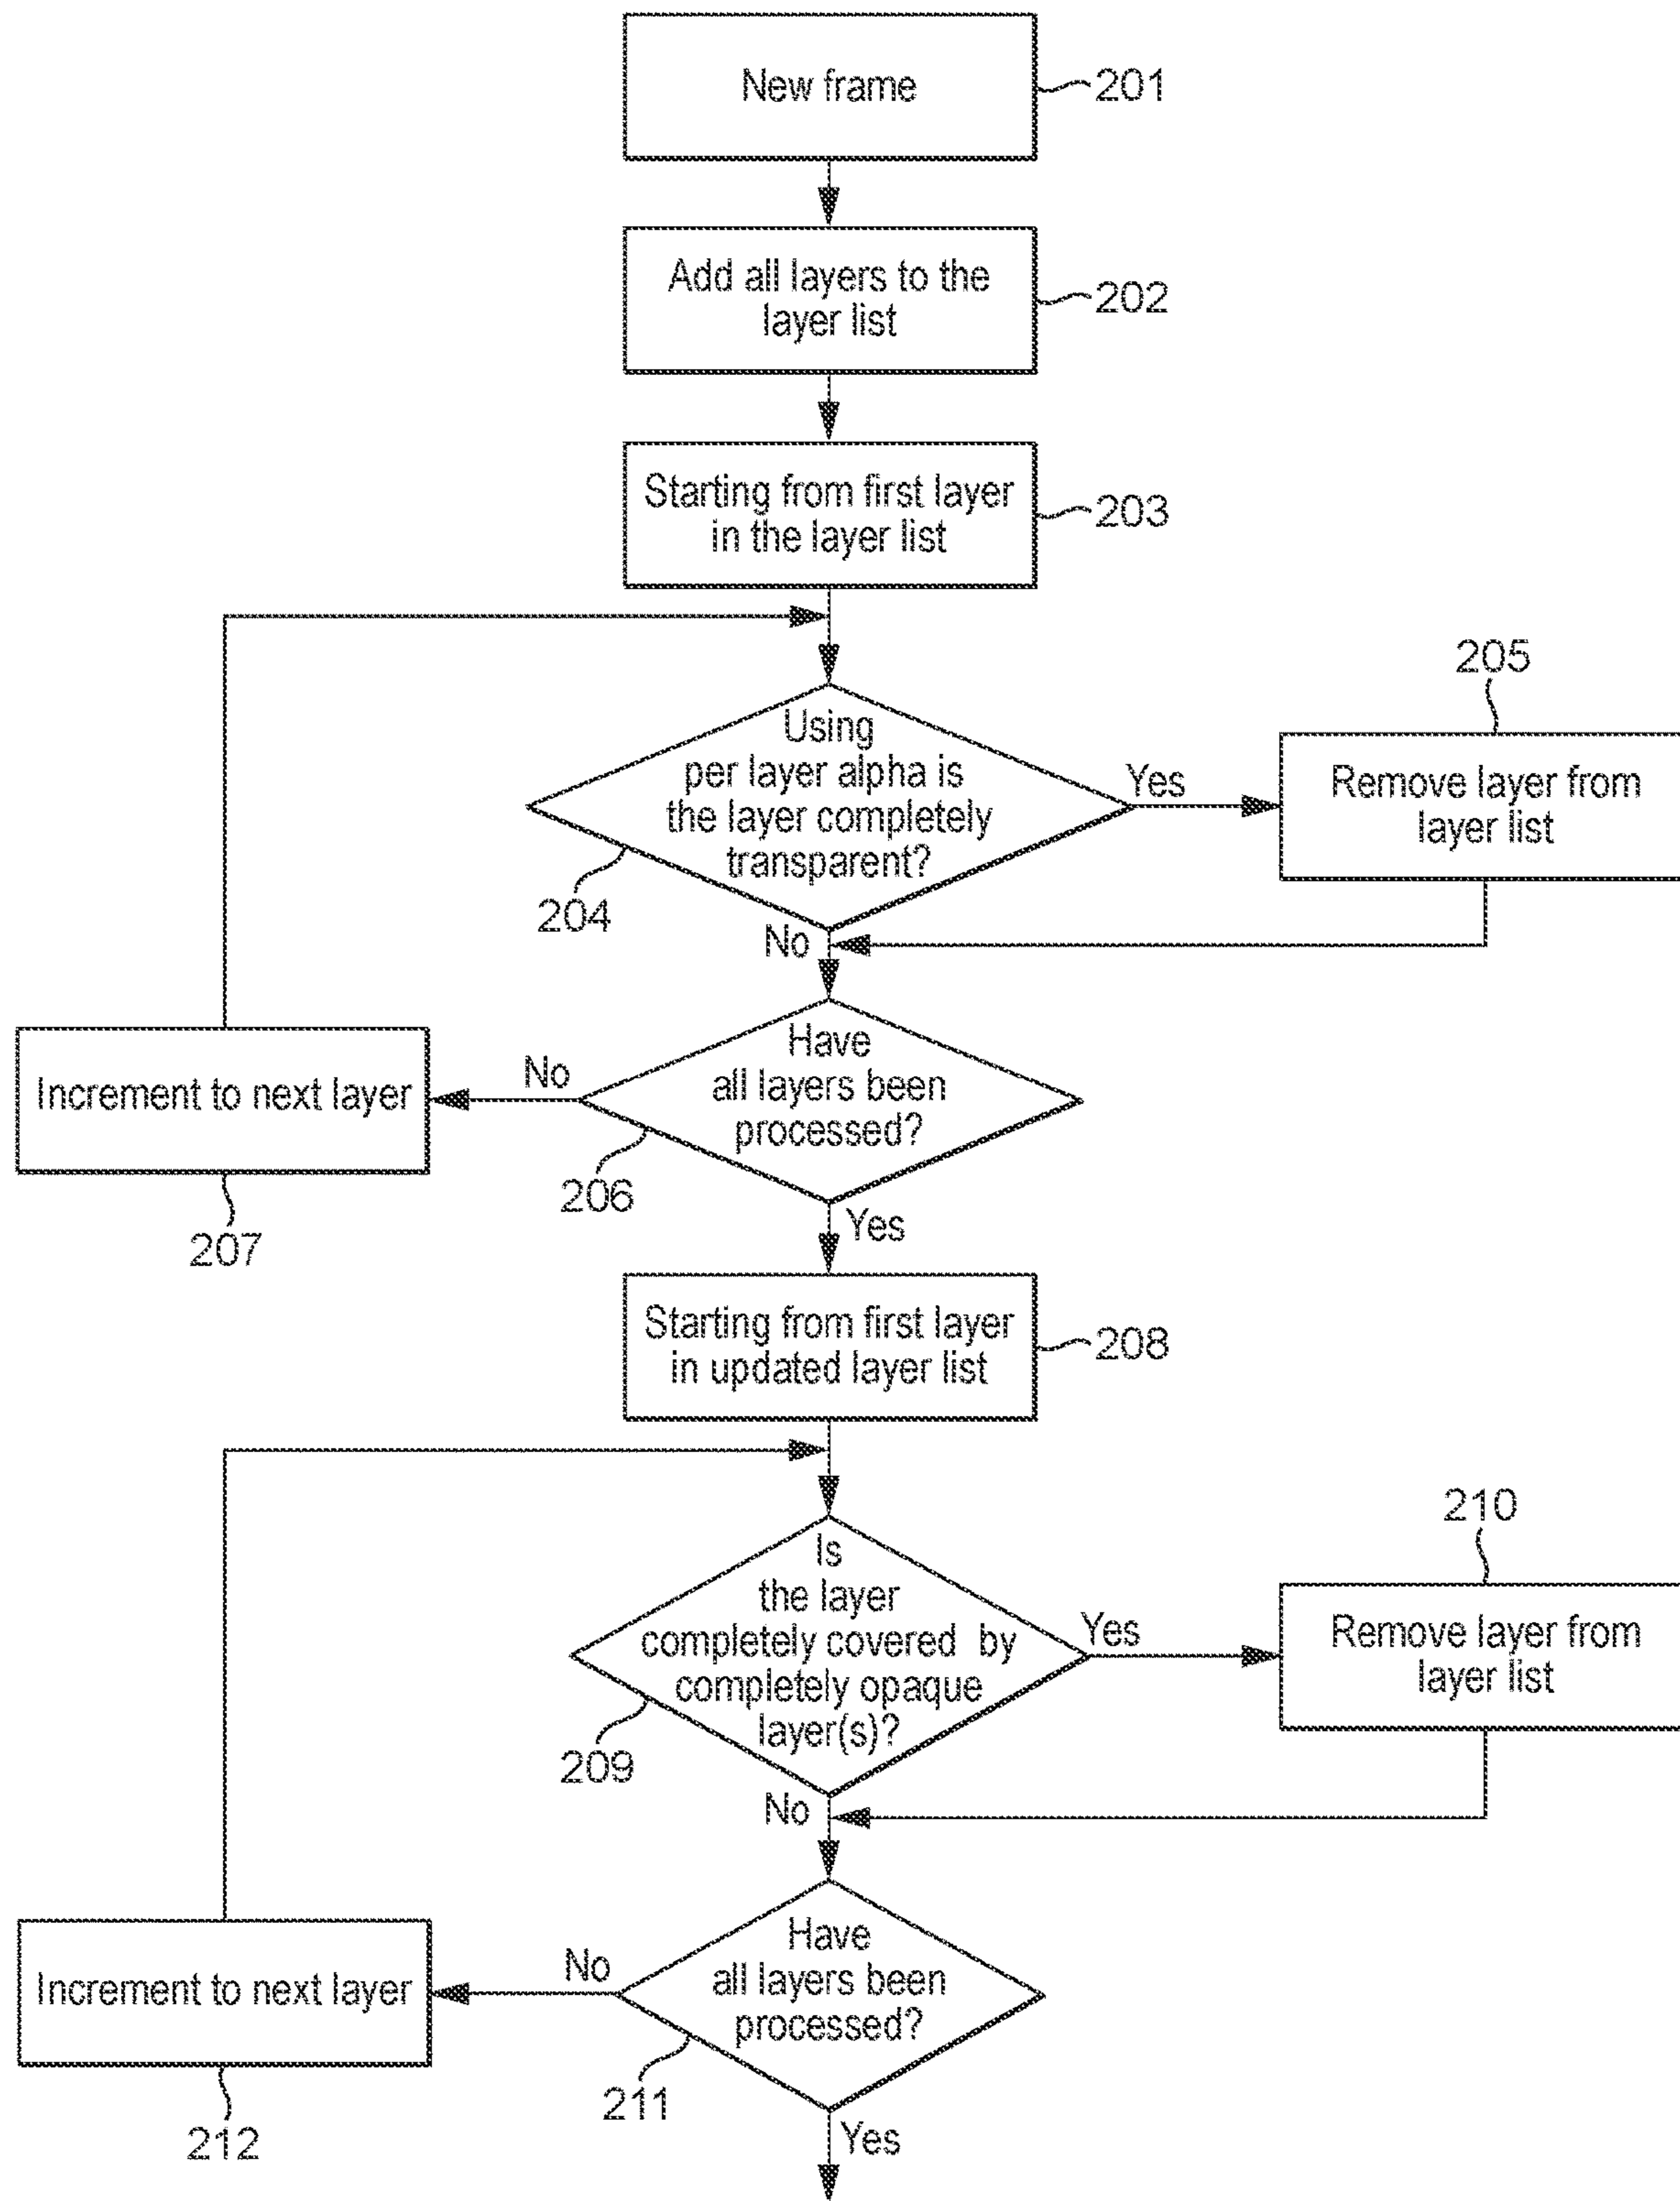 New frame
201
Add all layers to the
layer list
202
Starting from first layer
in the layer list
203
Using
per layer alpha is
the layer completely
transparent?
204
Yes
205
Remove layer from
layer list
No
Have
all layers been
processed?
206
No
Increment to next layer
207
Yes
Starting from first layer
in updated layer list
208
Is
the layer
completely covered by
completely opaque
layer(s)?
209
Yes
210
Remove layer from
layer list
No
Have
all layers been
processed?
211
No
Increment to next layer
212
Yes